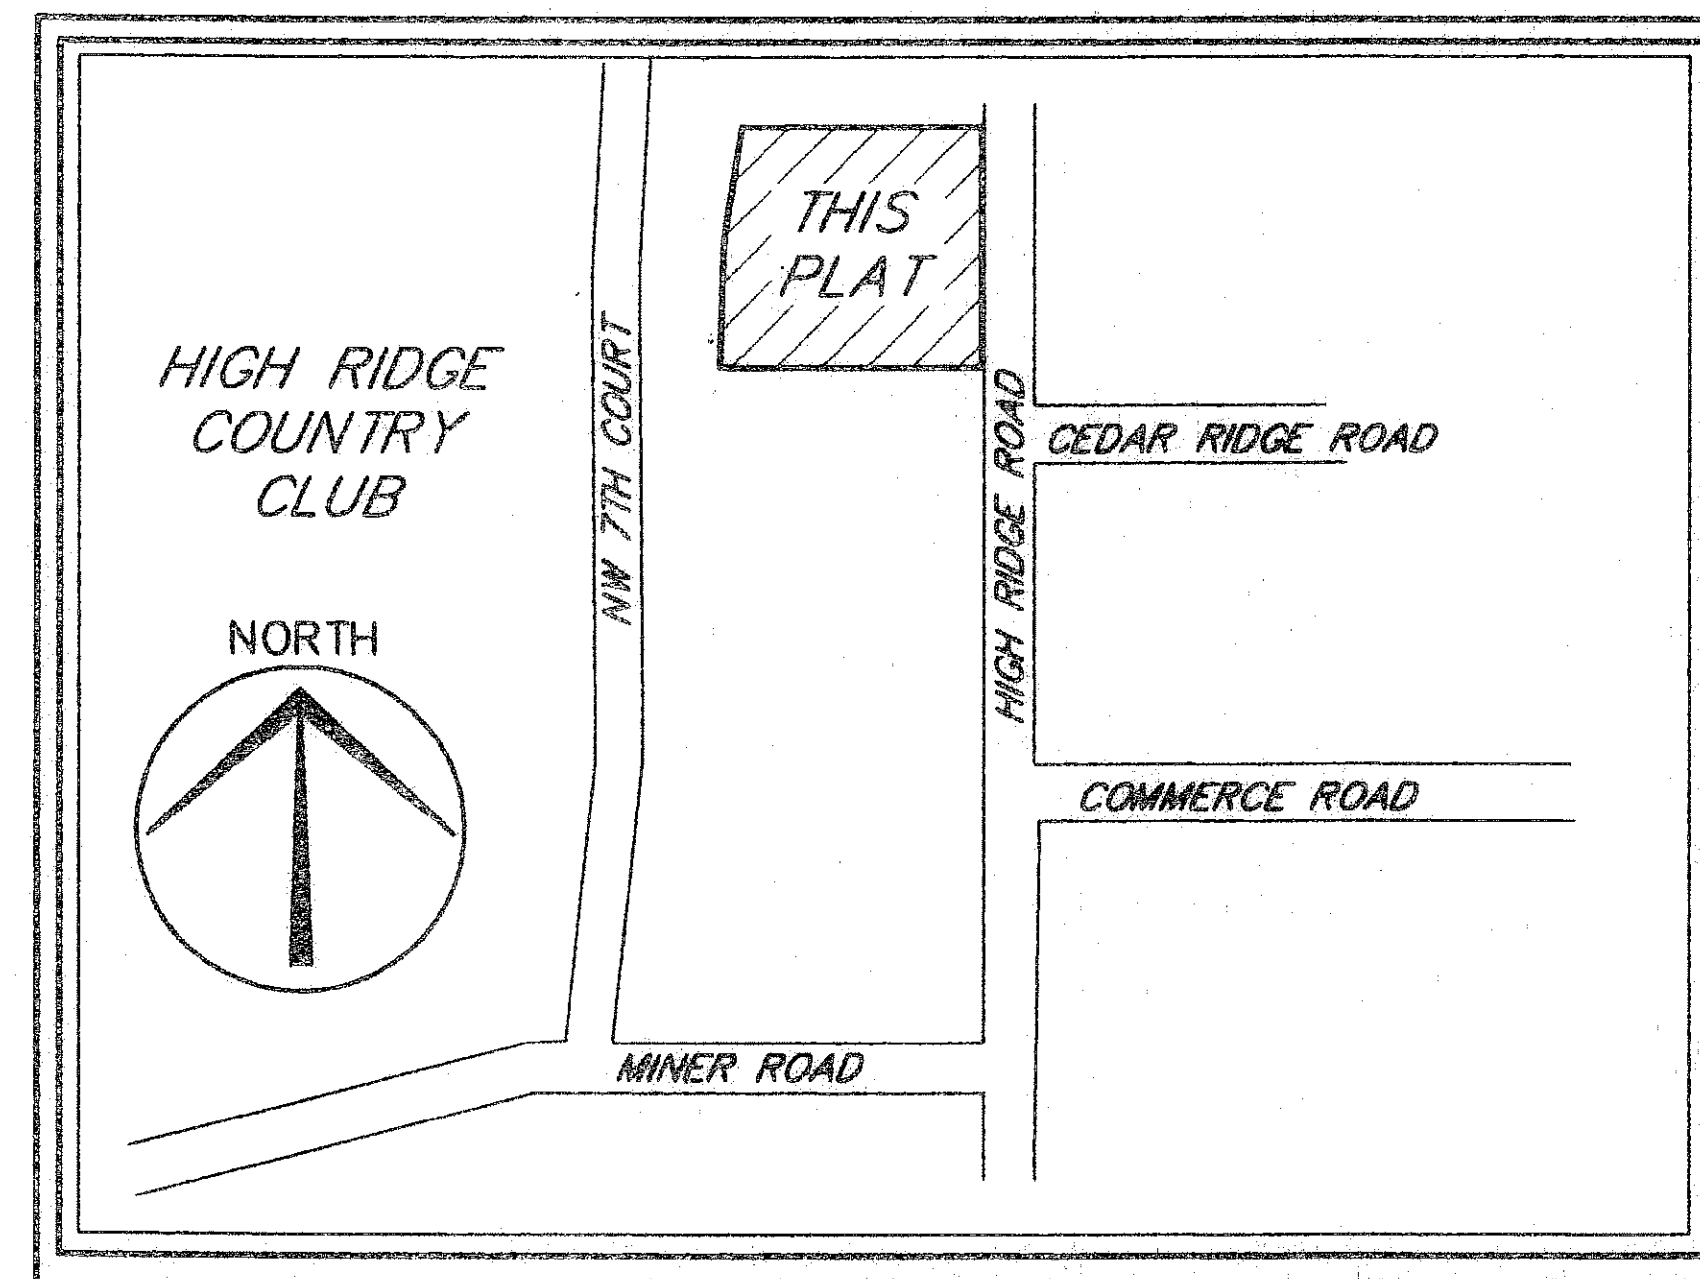 THIS
PLAT
HIGH RIDGE
COUNTRY
CLUB
NW 7TH COURT
HIGH RIDGE ROAD
CEDAR RIDGE ROAD
NORTH
COMMERCE ROAD
MINER ROAD